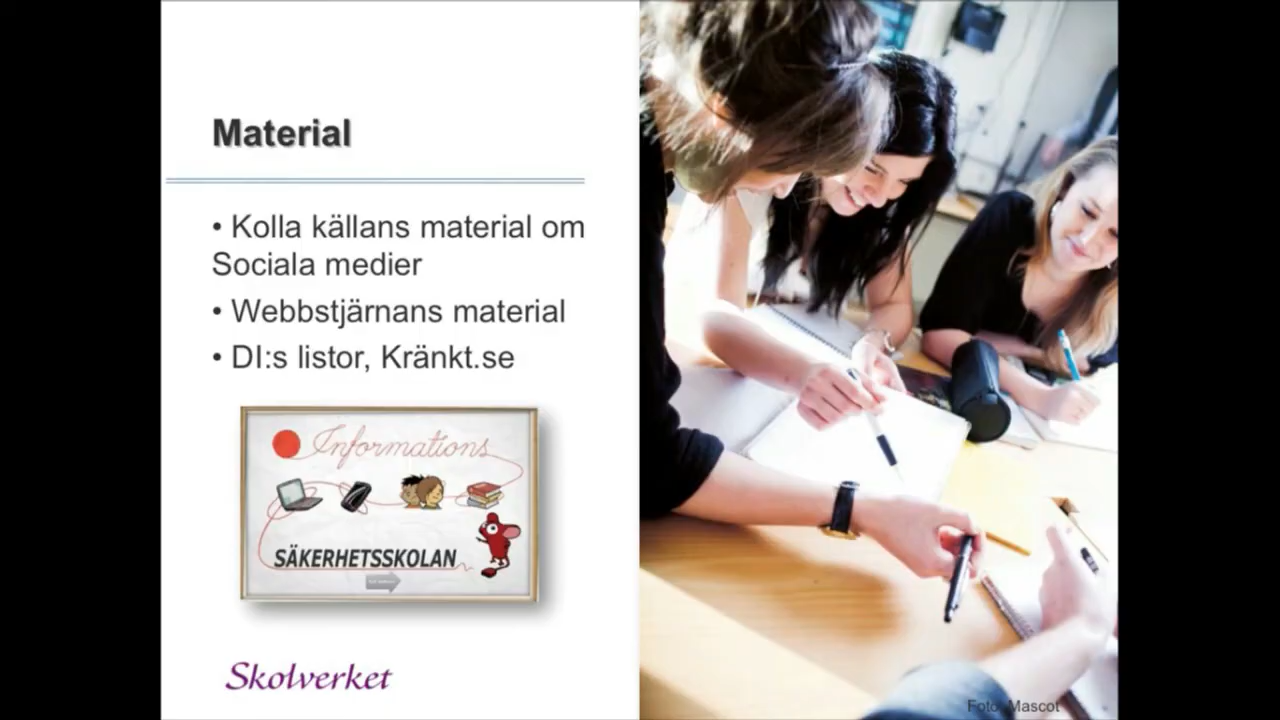 Material
• Kolla källans material om
Sociala medier
• Webbstjärnans material
• DI:s listor, Kränkt.se
Informations
SÄKERHETSSKOLAN
Skolverket
Foto: Mascot